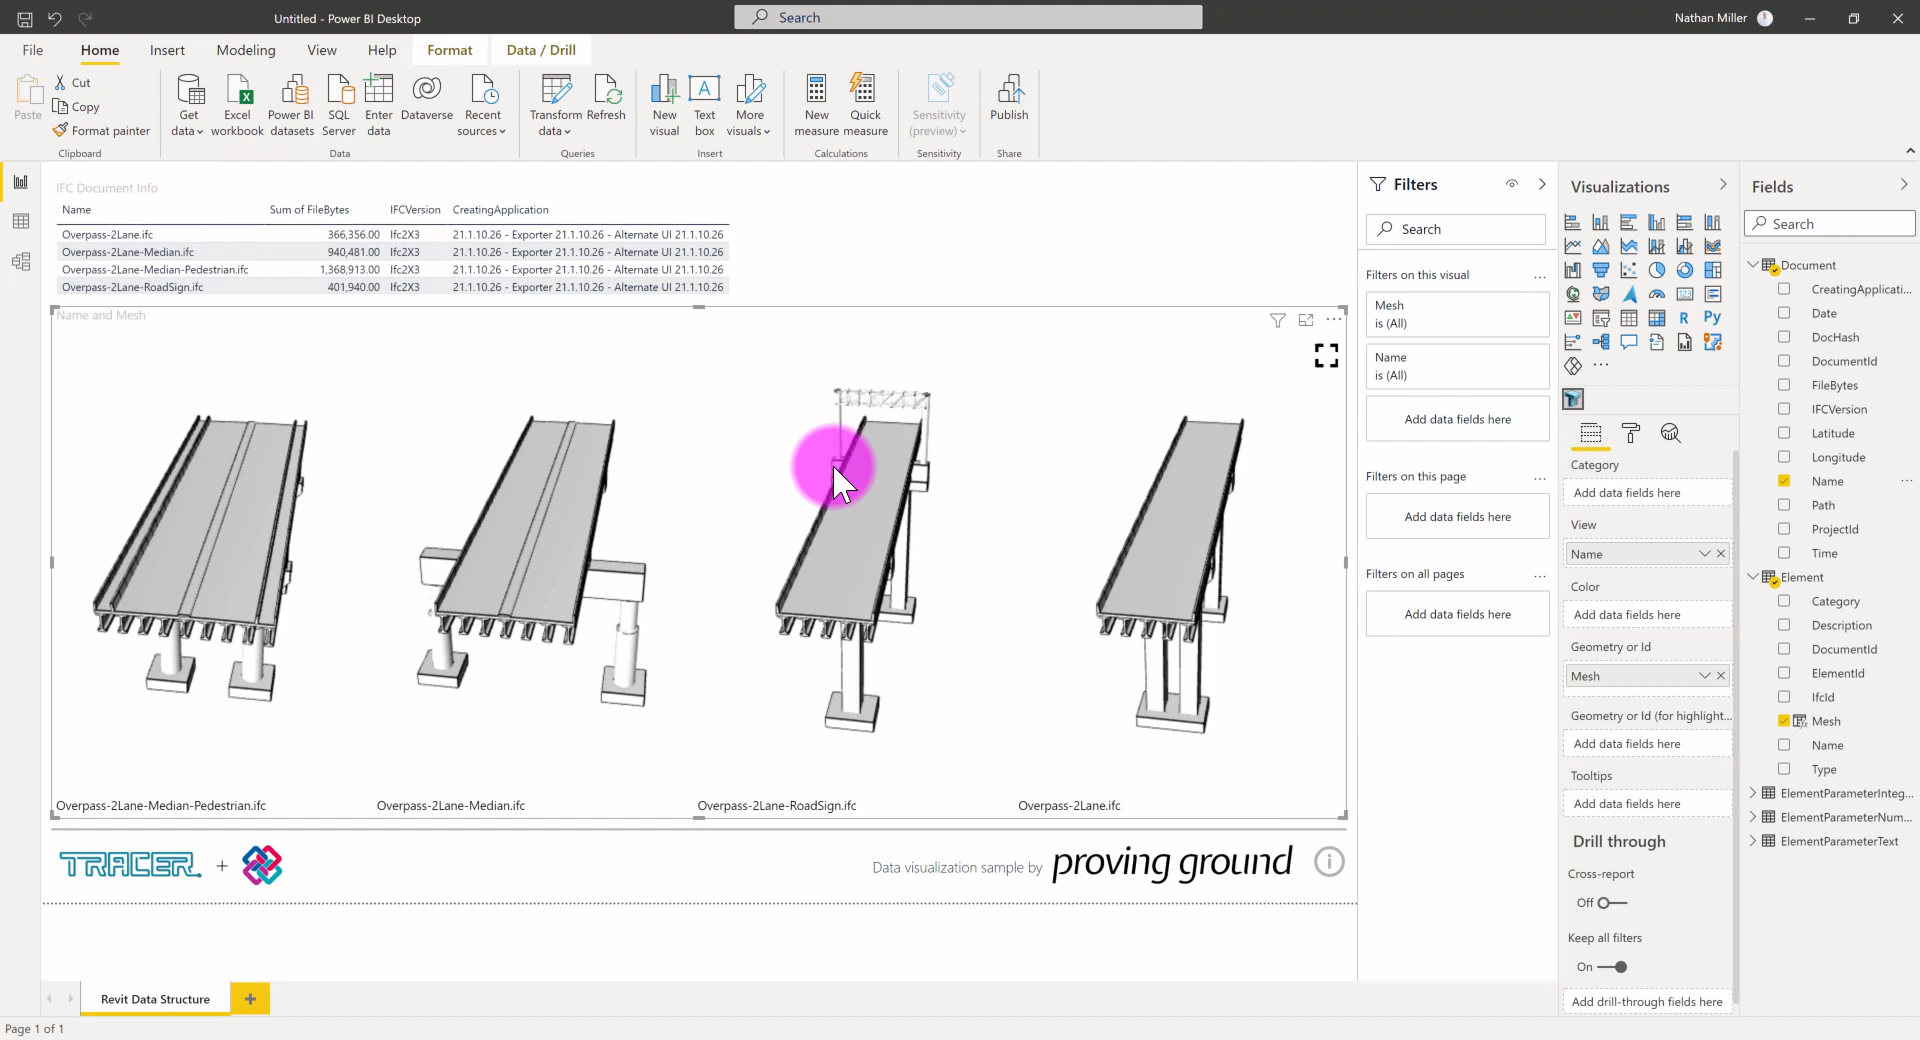 Untitled - Power BI Desktop
Search
Nathan Miller
File
Home
Insert
Modeling
View
Help
Format
Data / Drill
Paste
Cut
Copy
Format painter
Clipboard
Get data
Excel workbook
Power BI datasets
SQL Server
Enter data
Dataverse
Recent sources
Data
Transform data
Refresh
Queries
New visual
Text box
More visuals
Insert
New measure
Quick measure
Calculations
Sensitivity (preview)
Sensitivity
Publish
Share
IFC Document Info
Name Sum of FileBytes IFCVersion CreatingApplication
Overpass-2Lane.ifc 366,356.00 Ifc2X3 21.1.10.26 - Exporter 21.1.10.26 - Alternate UI 21.1.10.26
Overpass-2Lane-Median.ifc 940,481.00 Ifc2X3 21.1.10.26 - Exporter 21.1.10.26 - Alternate UI 21.1.10.26
Overpass-2Lane-Median-Pedestrian.ifc 1,368,913.00 Ifc2X3 21.1.10.26 - Exporter 21.1.10.26 - Alternate UI 21.1.10.26
Overpass-2Lane-RoadSign.ifc 401,940.00 Ifc2X3 21.1.10.26 - Exporter 21.1.10.26 - Alternate UI 21.1.10.26
Name and Mesh
Overpass-2Lane-Median-Pedestrian.ifc
Overpass-2Lane-Median.ifc
Overpass-2Lane-RoadSign.ifc
Overpass-2Lane.ifc
TRACER +
Data visualization sample by proving ground
Revit Data Structure
Page 1 of 1
Filters
Search
Filters on this visual
Mesh
is (All)
Name
is (All)
Add data fields here
Filters on this page
Add data fields here
Filters on all pages
Add data fields here
Visualizations
R
Py
123
Category
Add data fields here
View
Name
Color
Add data fields here
Geometry or Id
Mesh
Geometry or Id (for highlight...
Add data fields here
Tooltips
Add data fields here
Drill through
Cross-report
Off
Keep all filters
On
Add drill-through fields here
Fields
Search
Document
CreatingApplicati...
Date
DocHash
DocumentId
FileBytes
IFCVersion
Latitude
Longitude
Name
Path
ProjectId
Time
Element
Category
Description
DocumentId
ElementId
IfcId
Mesh
Name
Type
ElementParameterInteg...
ElementParameterNum...
ElementParameterText